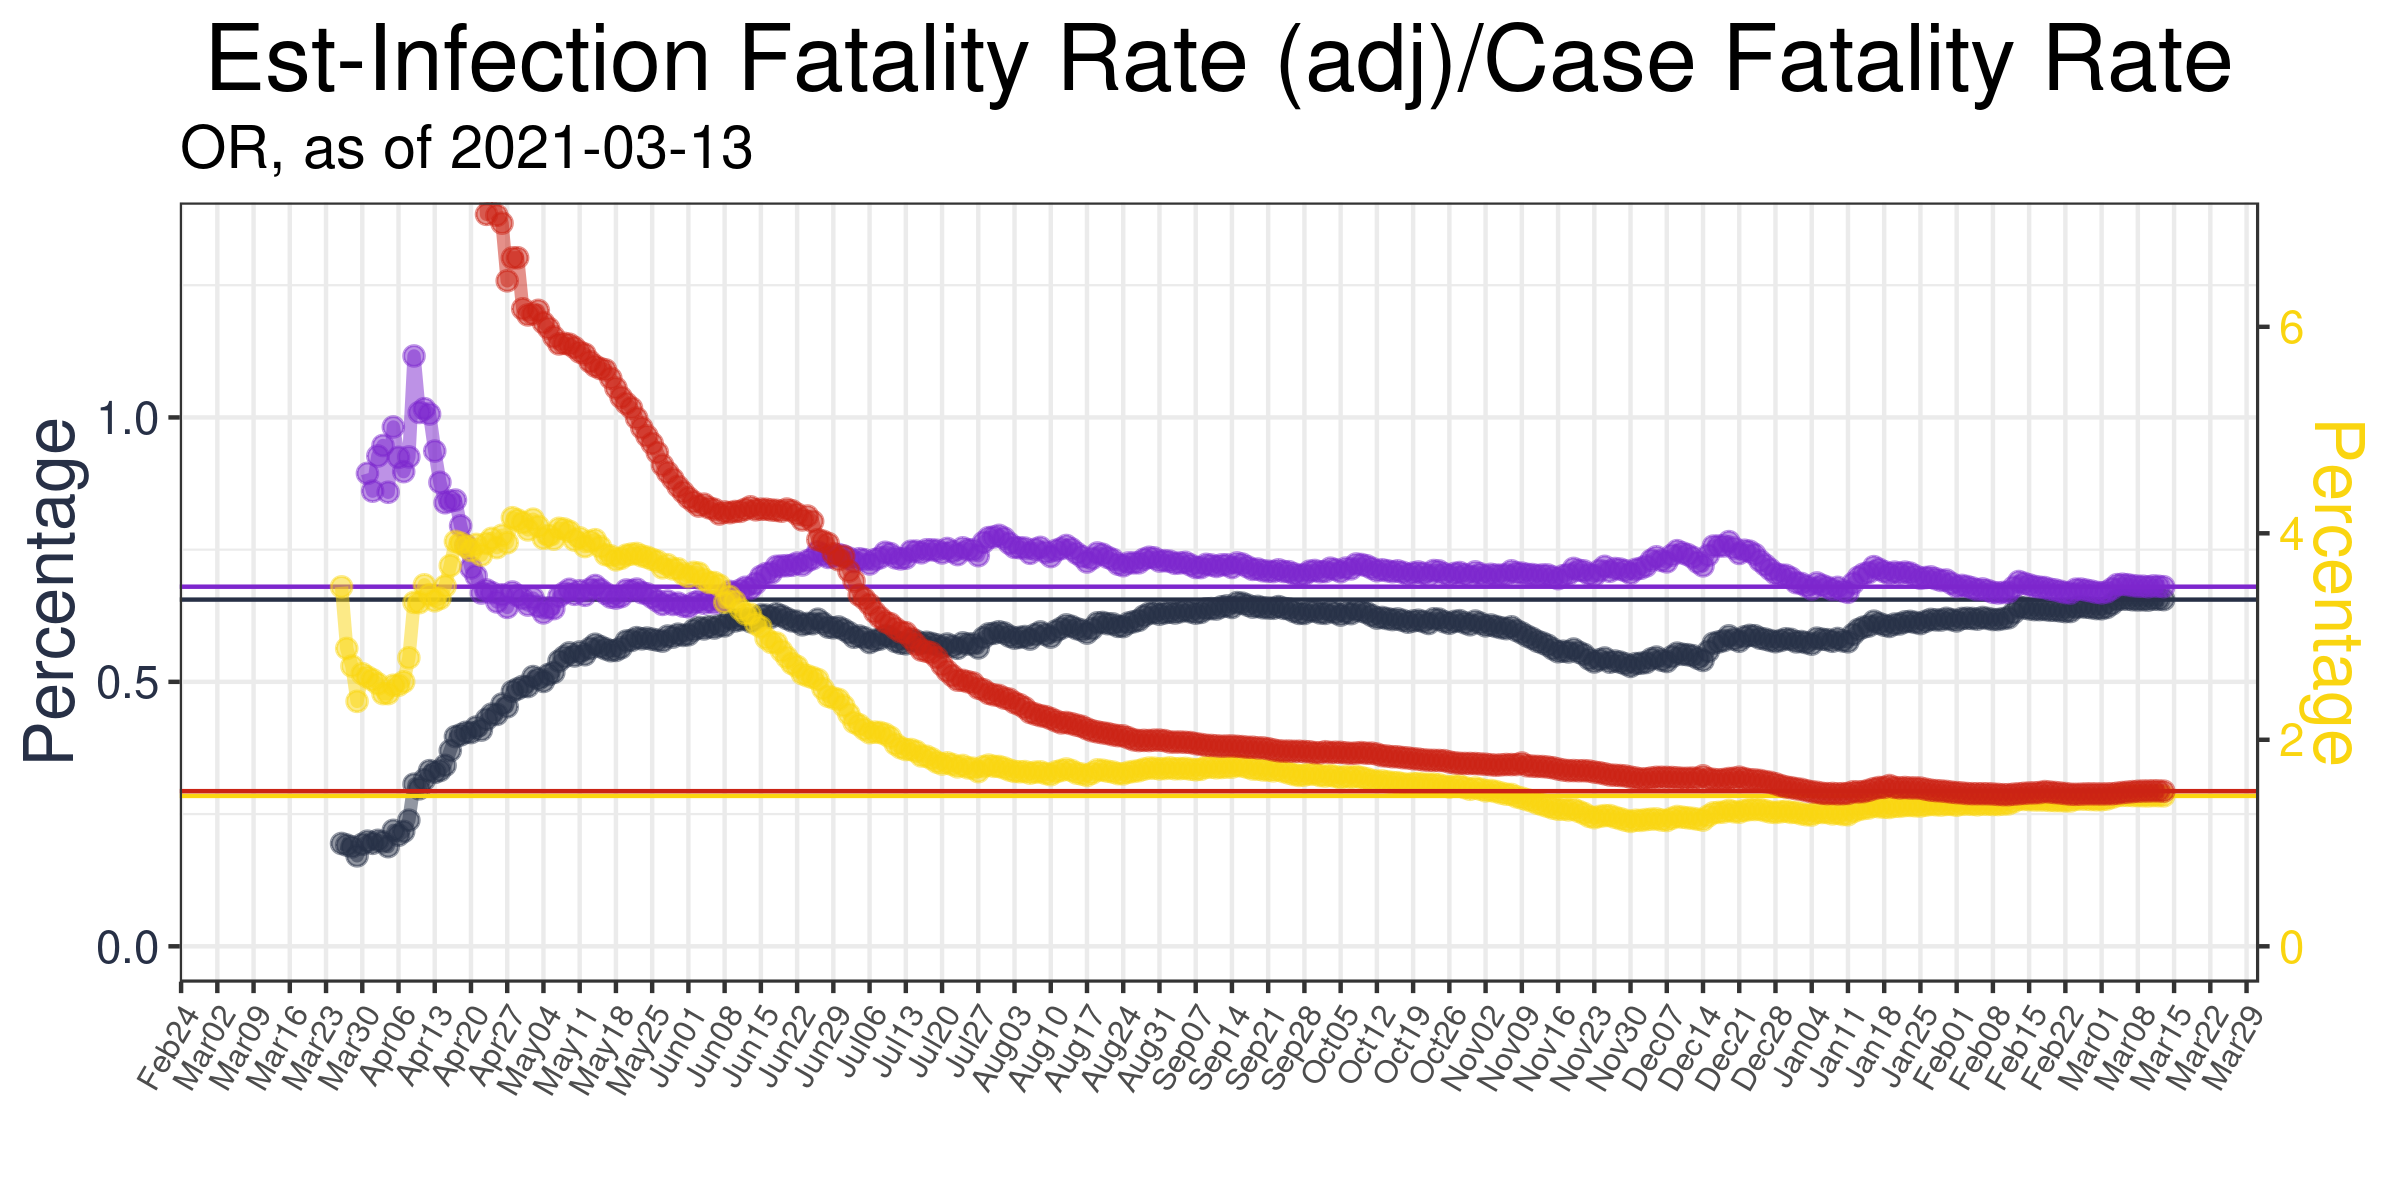 Est-Infection Fatality Rate (adj)/Case Fatality Rate
OR, as of 2021-03-13
Percentage
1.0
0.5
0.0
6
4
2
0
Percentage
Feb24
Mar02
Mar09
Mar16
Mar23
Mar30
Apr06
Apr13
Apr20
Apr27
May04
May11
May18
May25
Jun01
Jun08
Jun15
Jun22
Jun29
Jul06
Jul13
Jul20
Jul27
Aug03
Aug10
Aug17
Aug24
Aug31
Sep07
Sep14
Sep21
Sep28
Oct05
Oct12
Oct19
Oct26
Nov02
Nov09
Nov16
Nov23
Nov30
Dec07
Dec14
Dec21
Dec28
Jan04
Jan11
Jan18
Jan25
Feb01
Feb08
Feb15
Feb22
Mar01
Mar08
Mar15
Mar22
Mar29